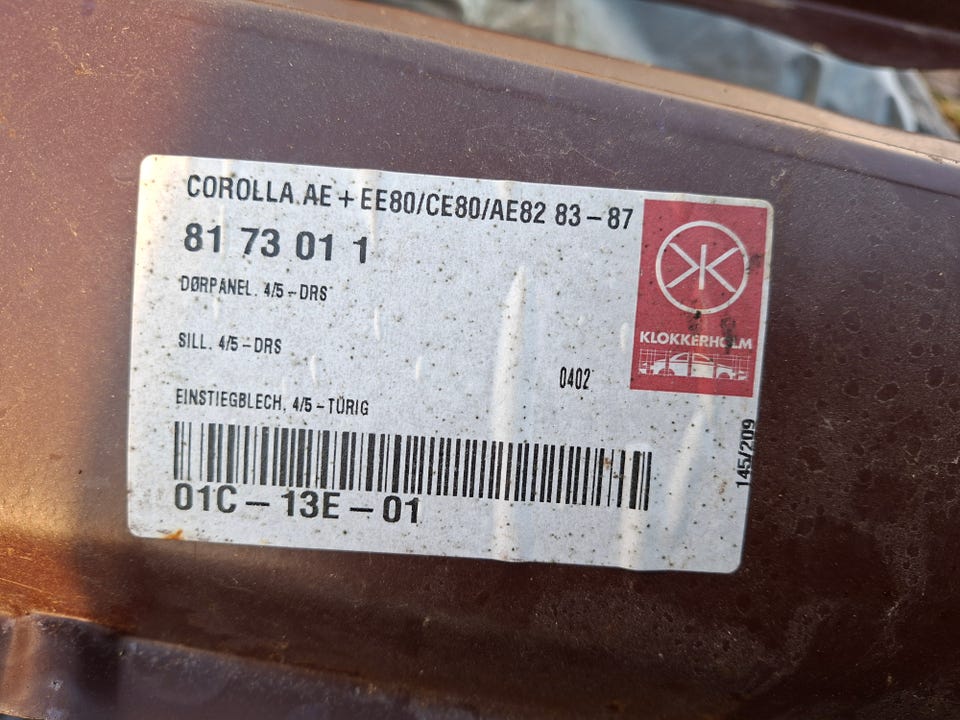 COROLLA.AE + EE80/CE80/AE82 83 – 87
81 73 01 1
DØRPANEL. 4/5 – DRS
SILL. 4/5 – DRS
0402
EINSTIEGBLECH, 4/5 – TÜRIG
01C – 13E – 01
KLOKKERHOLM
145/209